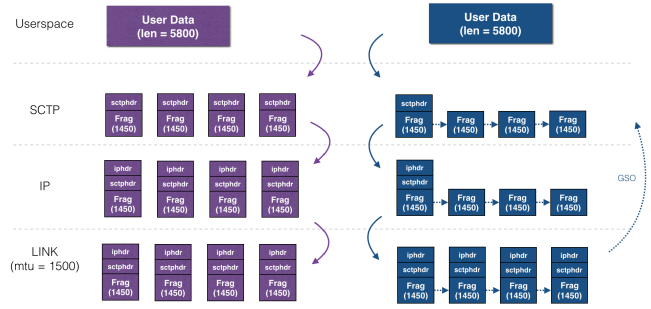 Userspace
User Data
(len = 5800)
User Data
(len = 5800)
SCTP
sctphdr
sctphdr
sctphdr
sctphdr
Frag
(1450)
Frag
(1450)
Frag
(1450)
Frag
(1450)
sctphdr
Frag
(1450)
Frag
(1450)
Frag
(1450)
Frag
(1450)
IP
iphdr
iphdr
iphdr
iphdr
sctphdr
sctphdr
sctphdr
sctphdr
Frag
(1450)
Frag
(1450)
Frag
(1450)
Frag
(1450)
iphdr
sctphdr
Frag
(1450)
Frag
(1450)
Frag
(1450)
Frag
(1450)
GSO
LINK
(mtu = 1500)
iphdr
iphdr
iphdr
iphdr
sctphdr
sctphdr
sctphdr
sctphdr
Frag
(1450)
Frag
(1450)
Frag
(1450)
Frag
(1450)
iphdr
iphdr
iphdr
iphdr
sctphdr
sctphdr
sctphdr
sctphdr
Frag
(1450)
Frag
(1450)
Frag
(1450)
Frag
(1450)